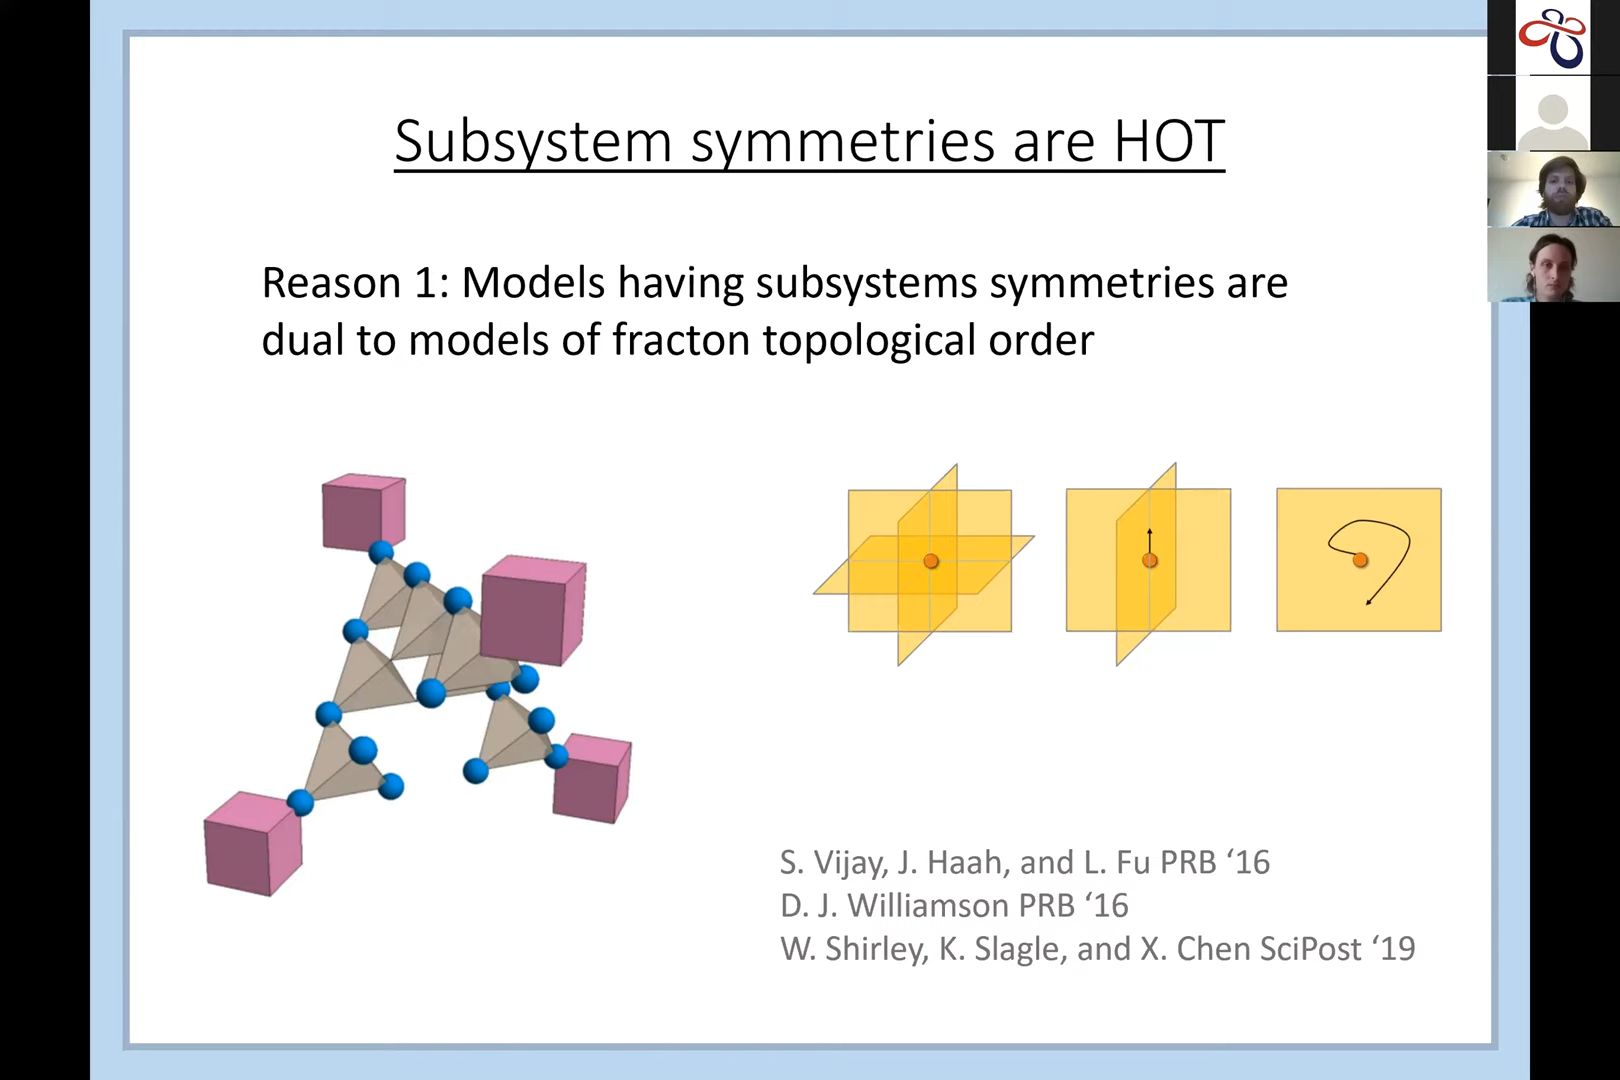 Subsystem symmetries are HOT
Reason 1: Models having subsystems symmetries are
dual to models of fracton topological order
S. Vijay, J. Haah, and L. Fu PRB ‘16
D. J. Williamson PRB ‘16
W. Shirley, K. Slagle, and X. Chen SciPost ‘19